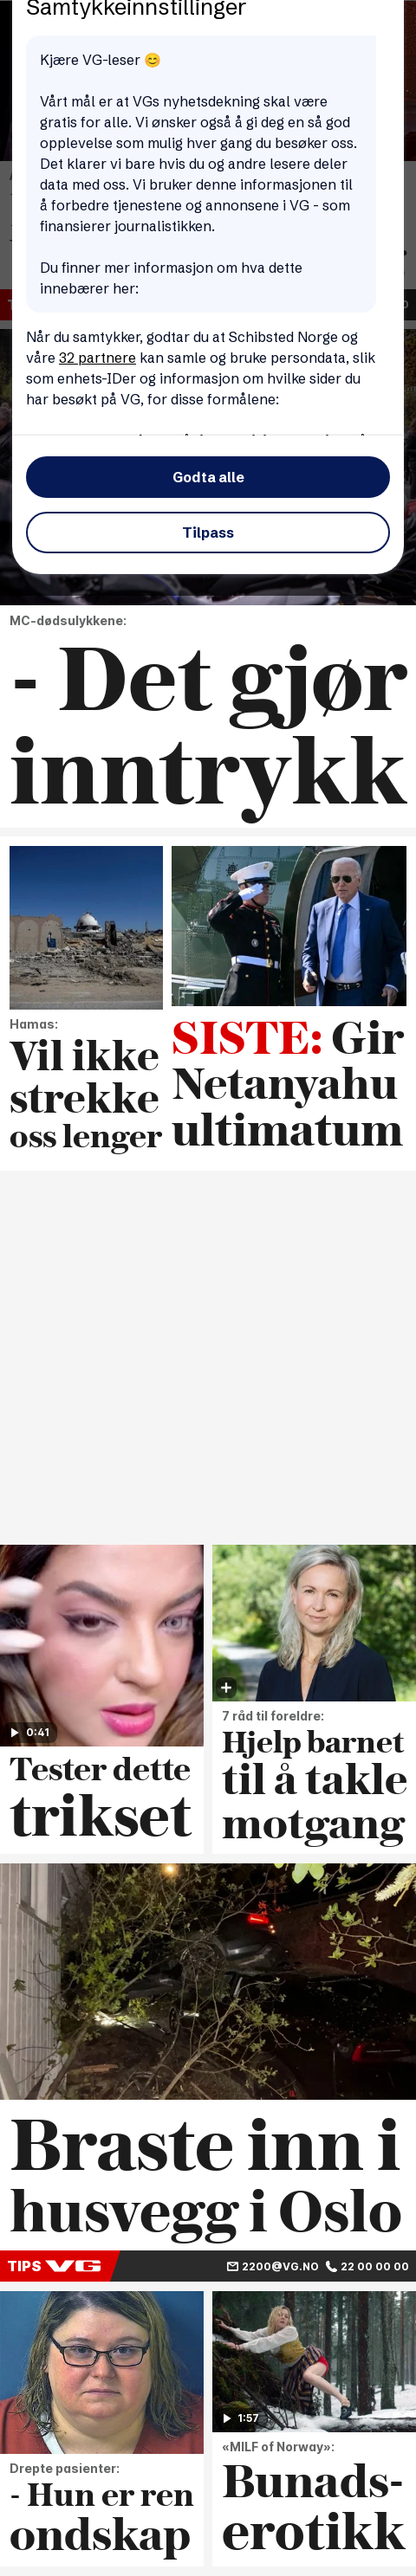 Samtykkeinnstillinger
Kjære VG-leser 😊
Vårt mål er at VGs nyhetsdekning skal være
gratis for alle. Vi ønsker også å gi deg en så god
opplevelse som mulig hver gang du besøker oss.
Det klarer vi bare hvis du og andre lesere deler
data med oss. Vi bruker denne informasjonen til
å forbedre tjenestene og annonsene i VG - som
finansierer journalistikken.
Du finner mer informasjon om hva dette
innebærer her:
Når du samtykker, godtar du at Schibsted Norge og
våre 32 partnere kan samle og bruke persondata, slik
som enhets-IDer og informasjon om hvilke sider du
har besøkt på VG, for disse formålene:
Godta alle
Tilpass
MC-dødsulykkene:
- Det gjør
inntrykk
Hamas:
Vil ikke
strekke
oss lenger
SISTE: Gir
Netanyahu
ultimatum
0:41
Tester dette
trikset
7 råd til foreldre:
Hjelp barnet
til å takle
motgang
Braste inn i
husvegg i Oslo
TIPS VG 2200@VG.NO 22 00 00 00
Drepte pasienter:
- Hun er ren
ondskap
1:57
«MILF of Norway»:
Bunads-
erotikk